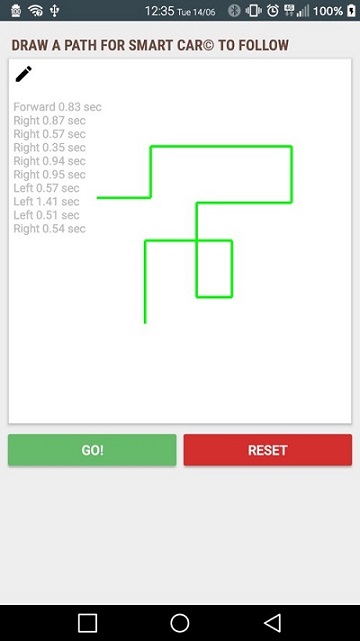 12:35 Tue 14/06 100%
DRAW A PATH FOR SMART CAR© TO FOLLOW
Forward 0.83 sec
Right 0.87 sec
Right 0.57 sec
Right 0.35 sec
Right 0.94 sec
Right 0.95 sec
Left 0.57 sec
Left 1.41 sec
Left 0.51 sec
Right 0.54 sec
GO!
RESET